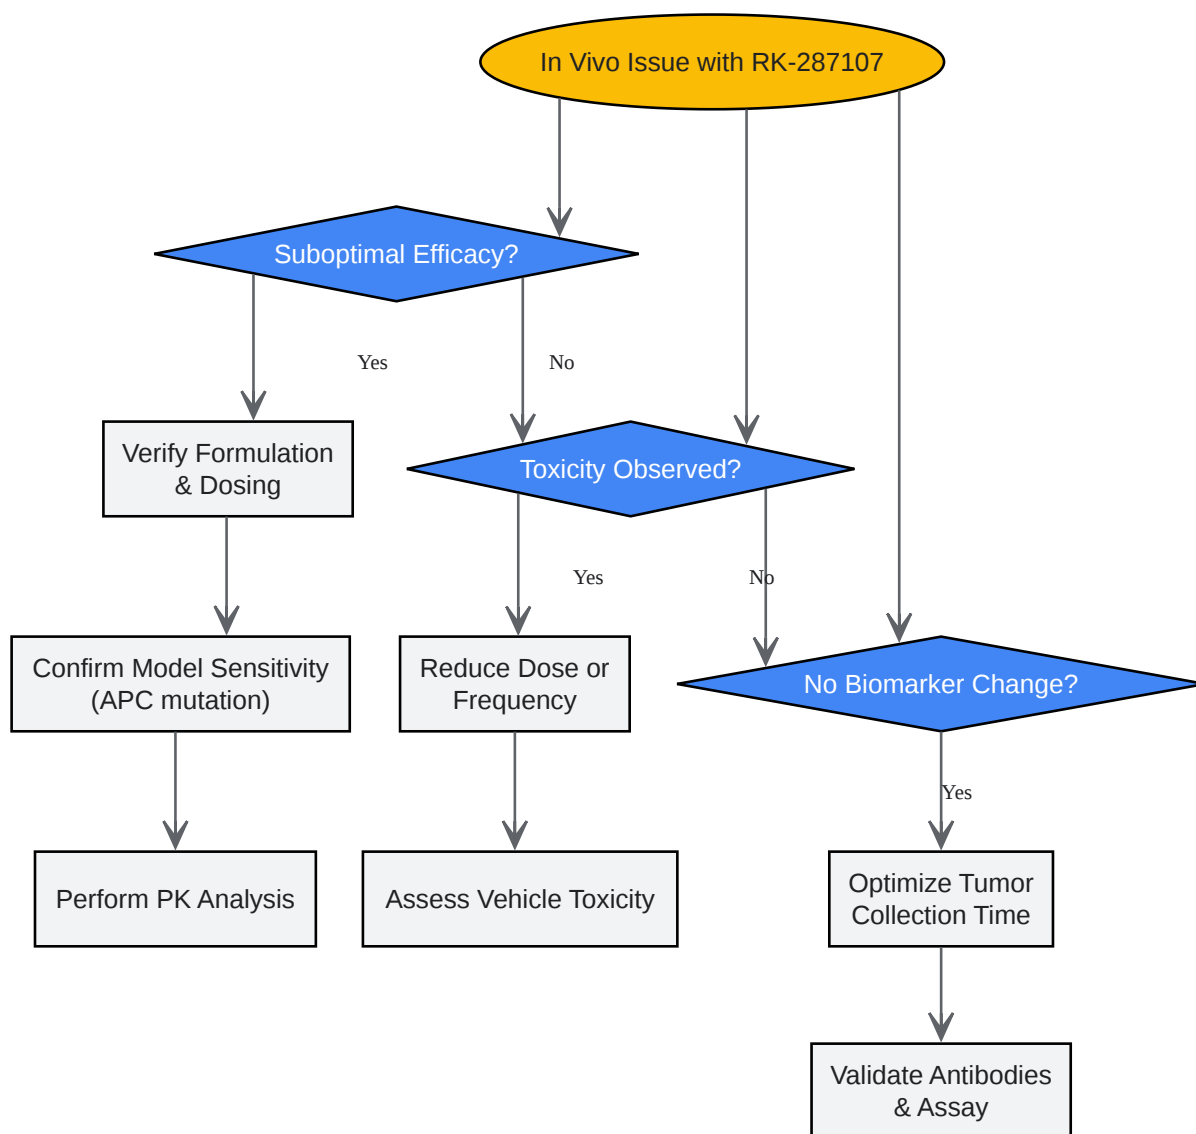 In Vivo Issue with RK-287107
Suboptimal Efficacy?
Yes
No
Verify Formulation
& Dosing
Toxicity Observed?
Yes
No
Confirm Model Sensitivity
(APC mutation)
Reduce Dose or
Frequency
No Biomarker Change?
Yes
Perform PK Analysis
Assess Vehicle Toxicity
Optimize Tumor
Collection Time
Validate Antibodies
& Assay